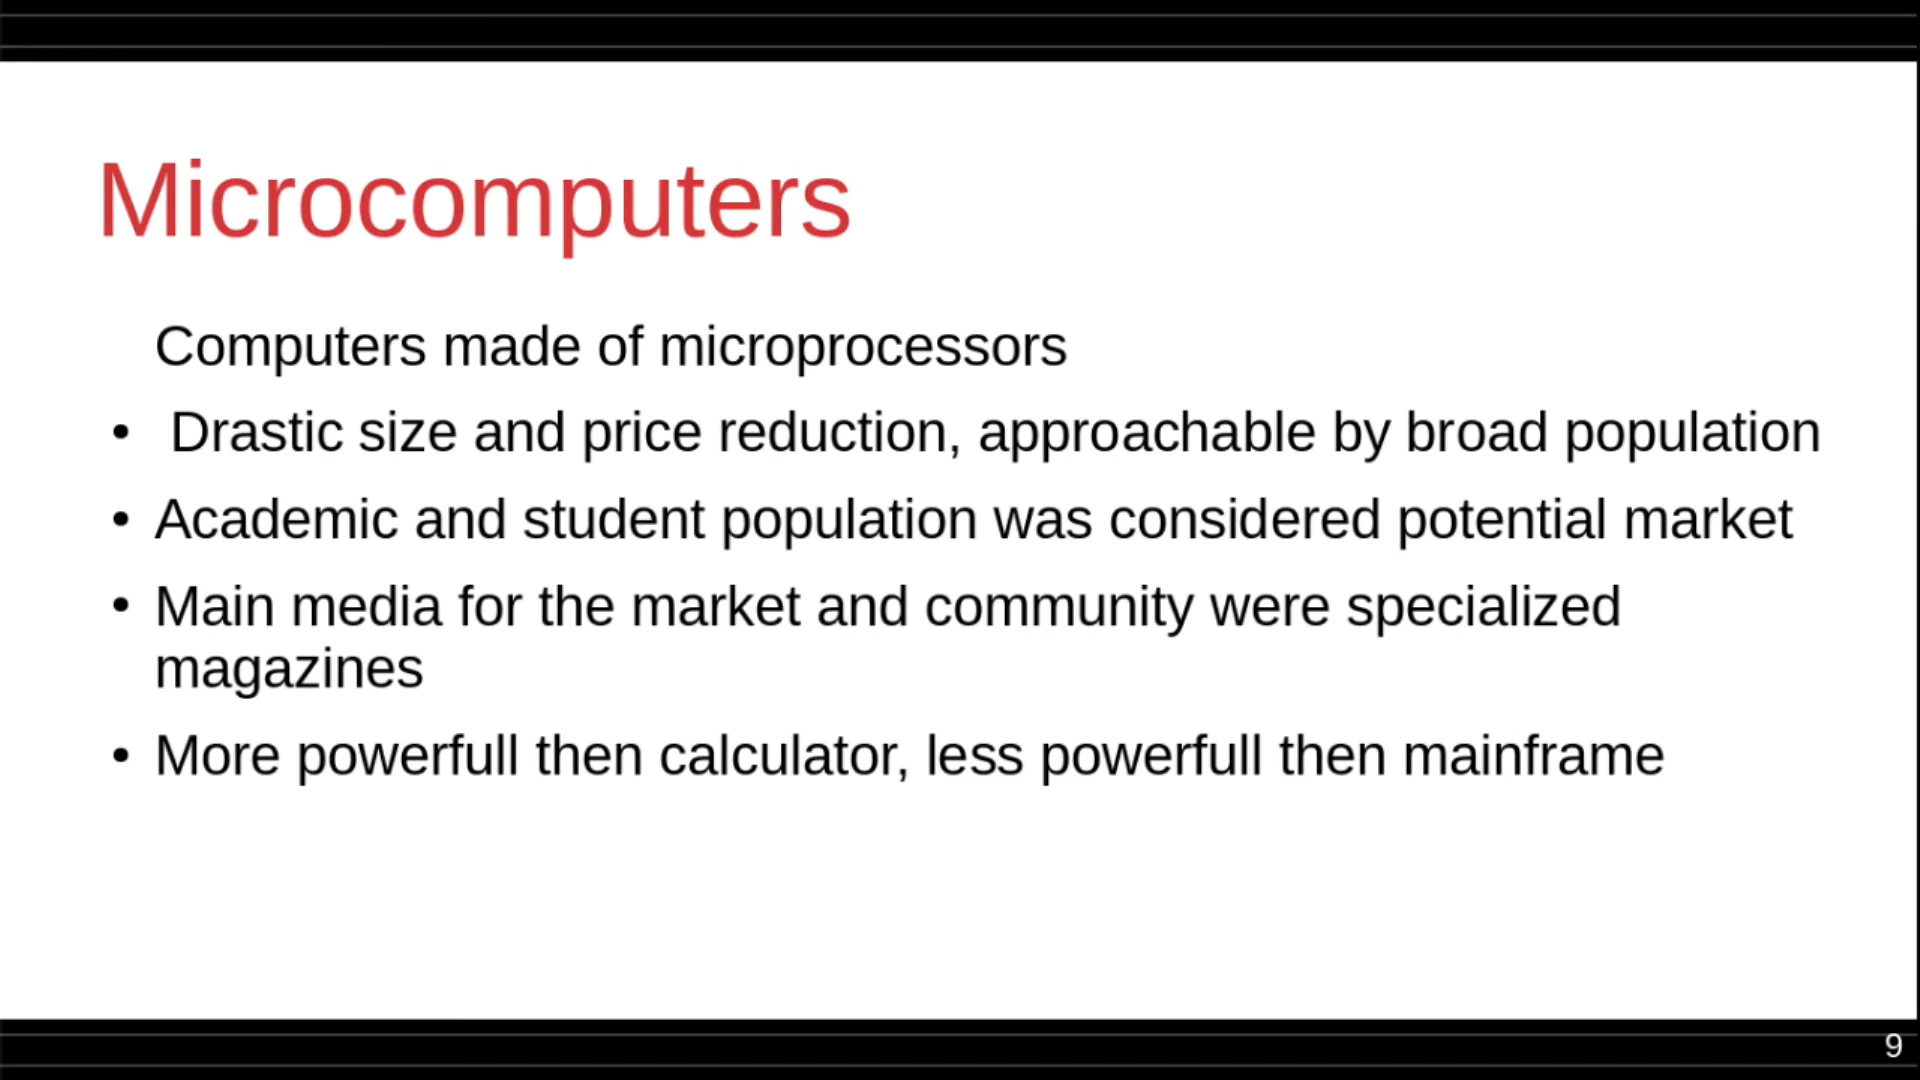 Microcomputers
Computers made of microprocessors
• Drastic size and price reduction, approachable by broad population
• Academic and student population was considered potential market
• Main media for the market and community were specialized
magazines
• More powerfull then calculator, less powerfull then mainframe
9